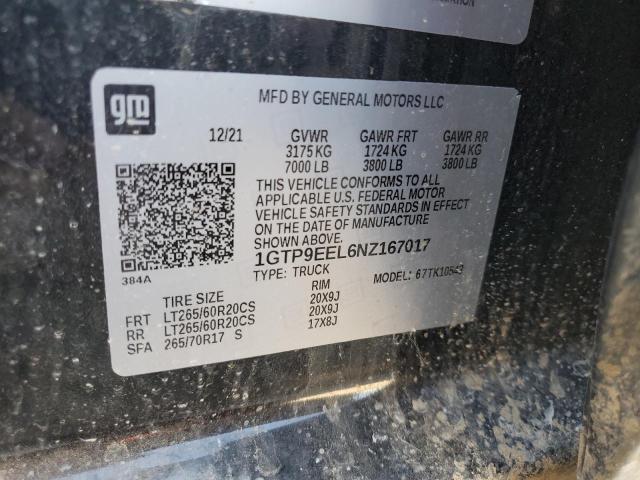 gm
MFD BY GENERAL MOTORS LLC
12/21 GVWR GAWR FRT GAWR RR
3175 KG 1724 KG 1724 KG
7000 LB 3800 LB 3800 LB
THIS VEHICLE CONFORMS TO ALL
APPLICABLE U.S. FEDERAL MOTOR
VEHICLE SAFETY STANDARDS IN EFFECT
ON THE DATE OF MANUFACTURE
1GTP9EEL6NZ167017
384A
TYPE: TRUCK MODEL: 67TK10543
TIRE SIZE RIM
FRT LT265/60R20CS 20X9J
RR LT265/60R20CS 20X9J
SFA 265/70R17 S 17X8J